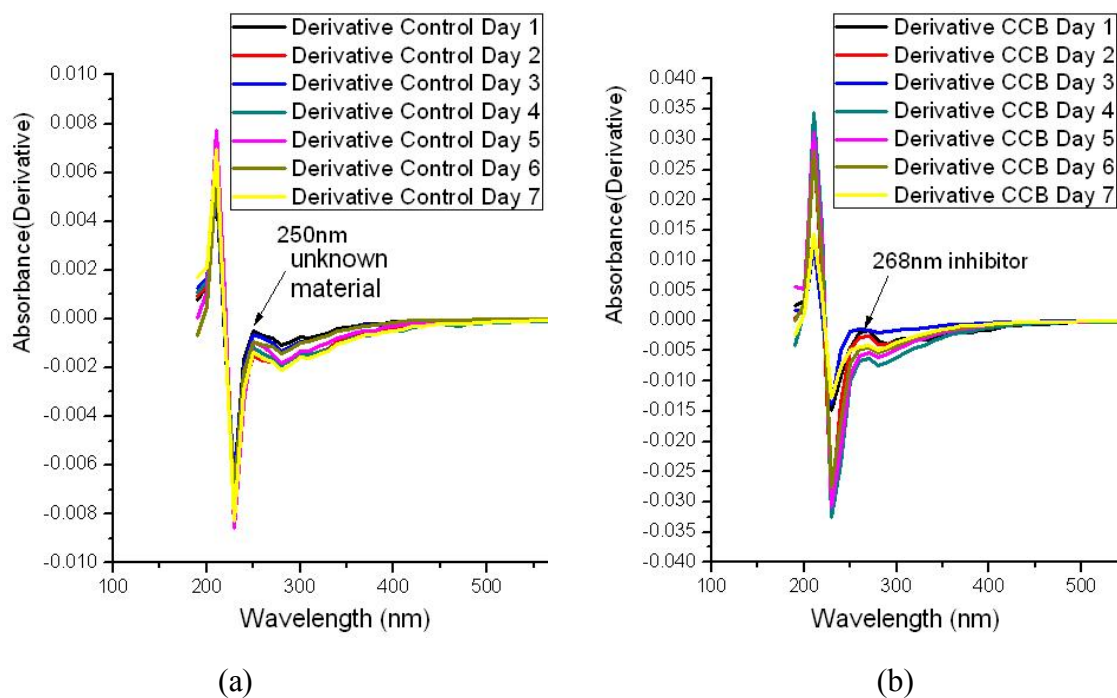 Derivative Control Day 1
Derivative Control Day 2
Derivative Control Day 3
Derivative Control Day 4
Derivative Control Day 5
Derivative Control Day 6
Derivative Control Day 7
0.010
0.008
0.006
0.004
0.002
0.000
-0.002
-0.004
-0.006
-0.008
-0.010
Absorbance(Derivative)
250nm
unknown
material
100
200
300
400
500
Wavelength (nm)
(a)
Derivative CCB Day 1
Derivative CCB Day 2
Derivative CCB Day 3
Derivative CCB Day 4
Derivative CCB Day 5
Derivative CCB Day 6
Derivative CCB Day 7
0.040
0.035
0.030
0.025
0.020
0.015
0.010
0.005
0.000
-0.005
-0.010
-0.015
-0.020
-0.025
-0.030
-0.035
-0.040
Absorbance(Derivative)
268nm inhibitor
100
200
300
400
500
Wavelength (nm)
(b)